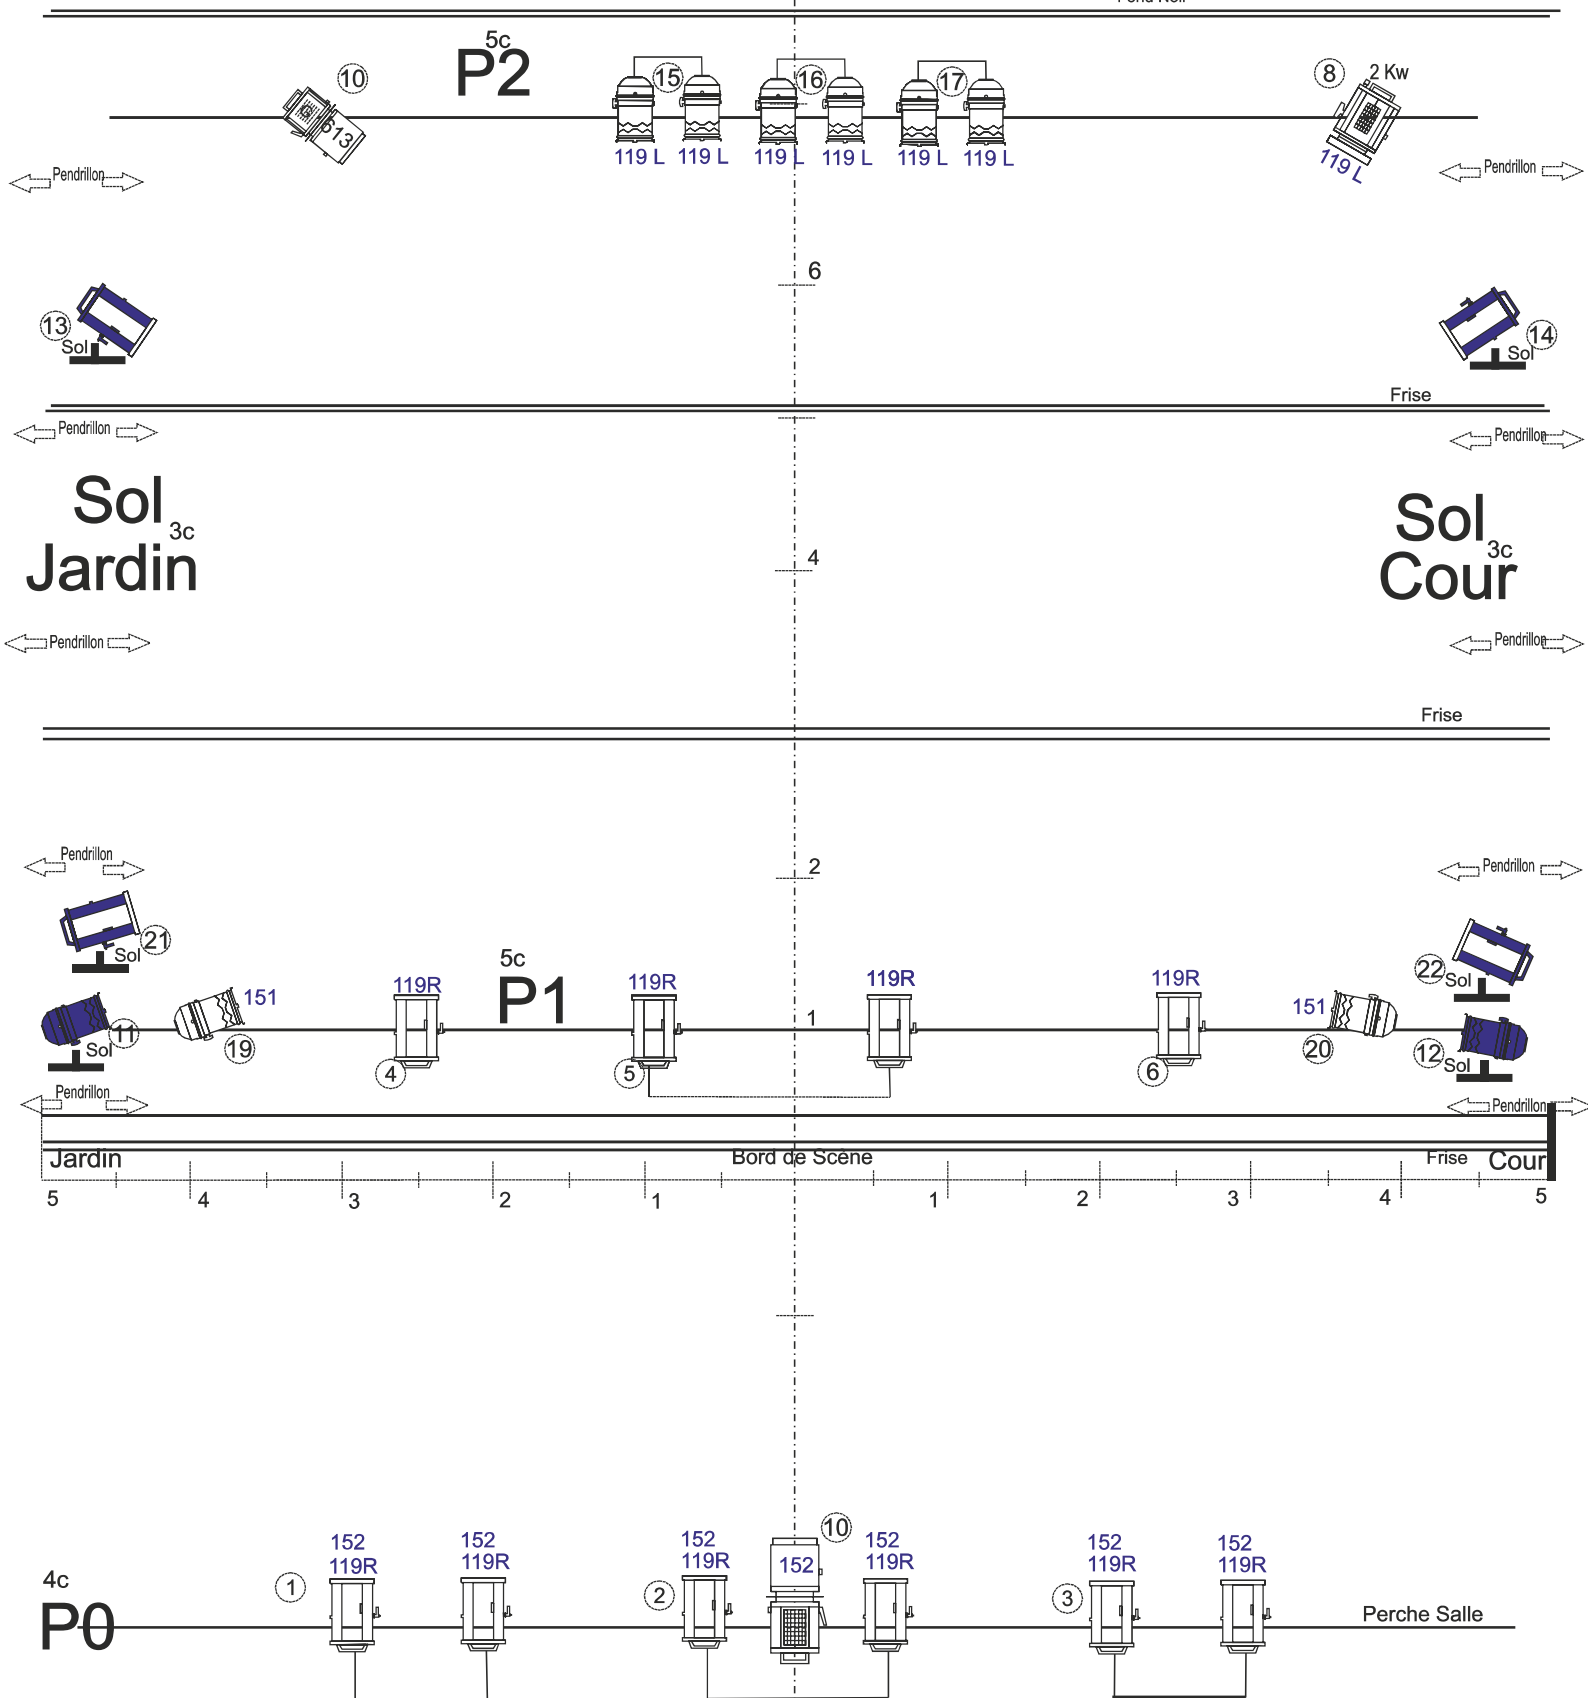 Fond Noir
5c
P2
10
15
16
17
8
2 Kw
613
119 L
119 L
119 L
119 L
119 L
119 L
119 L
Pendrillon
Pendrillon
6
13
Sol
14
Sol
Frise
Pendrillon
Pendrillon
Sol
3c
Jardin
Sol
3c
Cour
4
Pendrillon
Pendrillon
Frise
Pendrillon
2
Pendrillon
21
Sol
22
Sol
5c
P1
119R
119R
119R
119R
151
151
1
11
Sol
19
4
5
6
20
12
Sol
Pendrillon
Pendrillon
Jardin
Bord de Scéne
Frise
Cour
5 4 3 2 1 1 2 3 4 5
10
152
119R
152
119R
152
119R
152
152
119R
152
119R
152
119R
4c
P0
1
2
3
Perche Salle